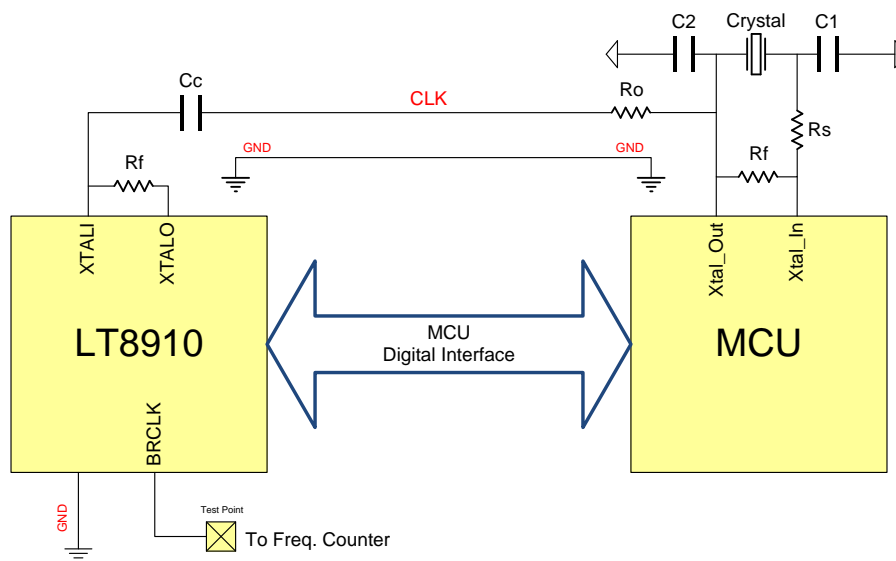 C2
Crystal
C1
Cc
CLK
Ro
Rs
GND
GND
Rf
Rf
XTALI
XTALO
Xtal_Out
Xtal_In
LT8910
MCU
Digital Interface
MCU
BRCLK
GND
Test Point
To Freq. Counter